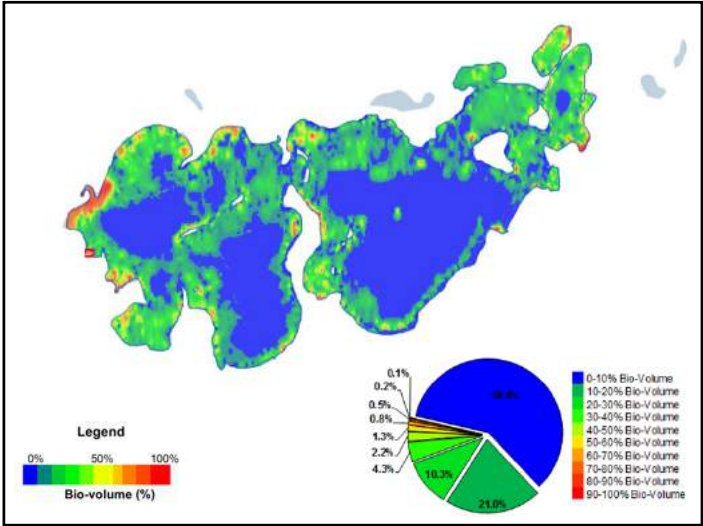 0.1%
0.2%
0.5%
0.8%
1.3%
2.2%
4.3%
10.3%
21.0%
0-10% Bio-Volume
10-20% Bio-Volume
20-30% Bio-Volume
30-40% Bio-Volume
40-50% Bio-Volume
50-60% Bio-Volume
60-70% Bio-Volume
70-80% Bio-Volume
80-90% Bio-Volume
90-100% Bio-Volume
Legend
0% 50% 100%
Bio-volume (%)